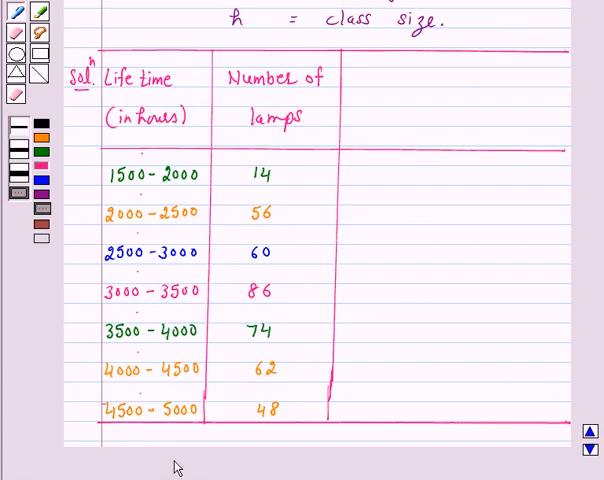 h = class size.
Solⁿ. Life time Number of
(in hours) lamps
1500 - 2000 14
2000 - 2500 56
2500 - 3000 60
3000 - 3500 86
3500 - 4000 74
4000 - 4500 62
4500 - 5000 48